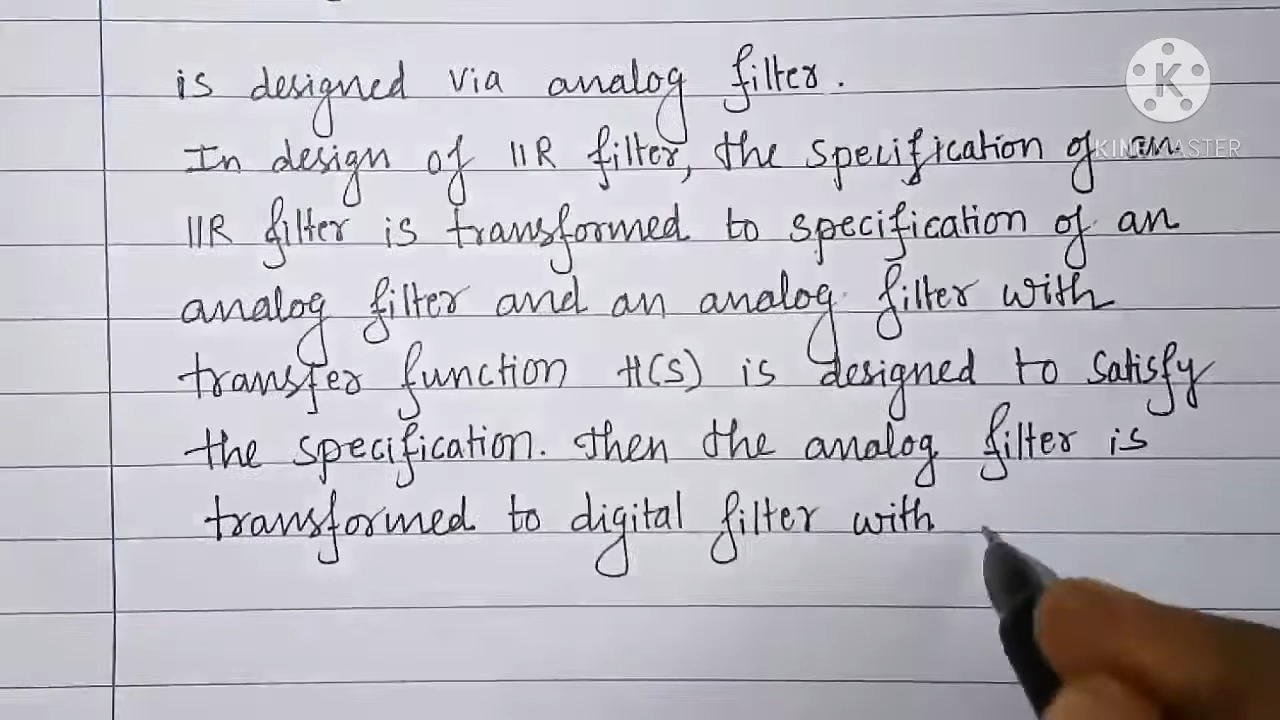 is designed via analog filter.
In design of IIR filter, the specification of an
IIR filter is transformed to specification of an
analog filter and an analog filter with
transfer function H(S) is designed to satisfy
the specification. Then the analog filter is
transformed to digital filter with
K
KINEMASTER